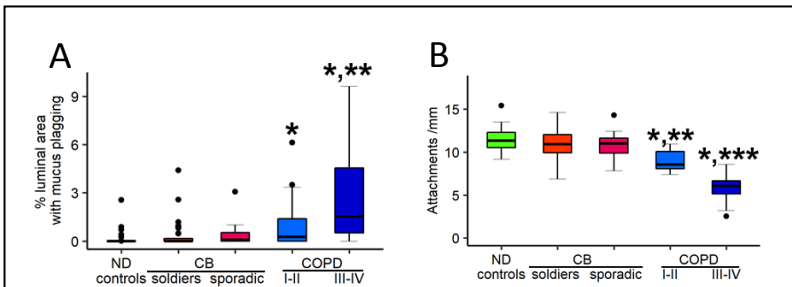 A
% luminal area
with mucus plagging
9
6
3
0
*
*,**
ND
controls
CB
soldiers
sporadic
COPD
I-II
III-IV
B
Attachments /mm
15
10
5
0
*,**
*,***
ND
controls
CB
soldiers
sporadic
COPD
I-II
III-IV